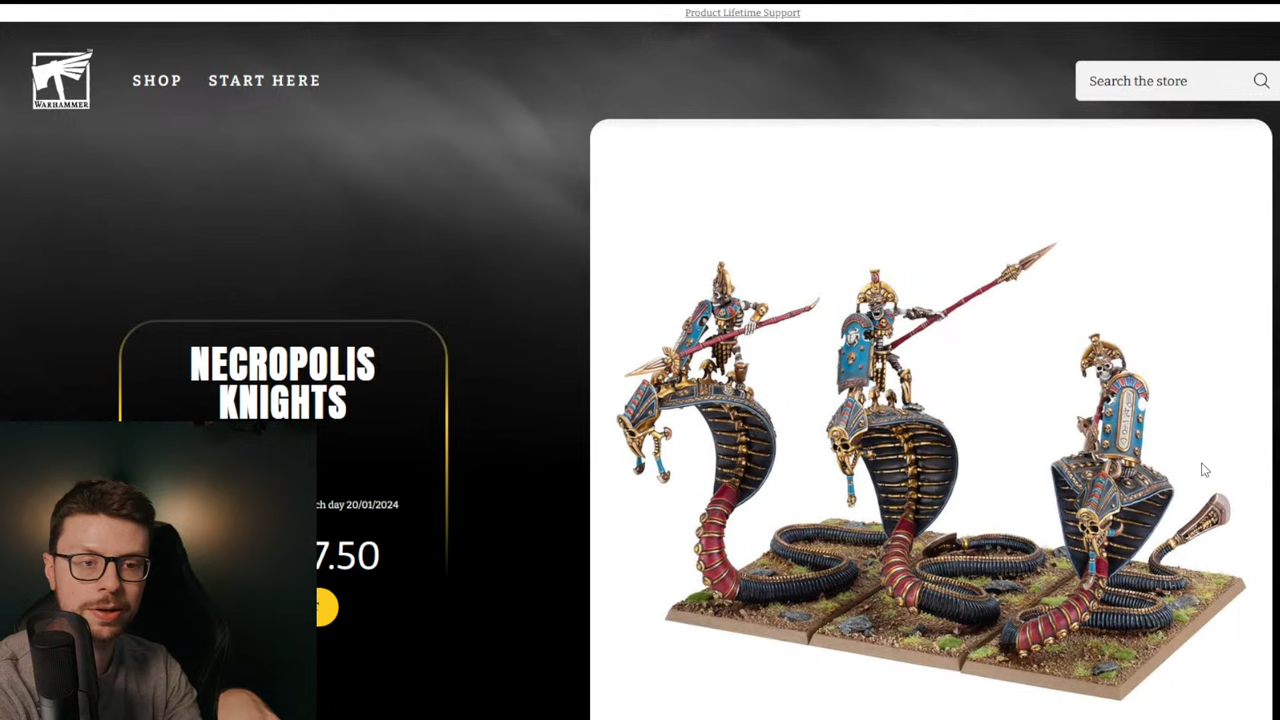 Product Lifetime Support
WARHAMMER
SHOP START HERE
Search the store
NECROPOLIS
KNIGHTS
ch day 20/01/2024
7.50